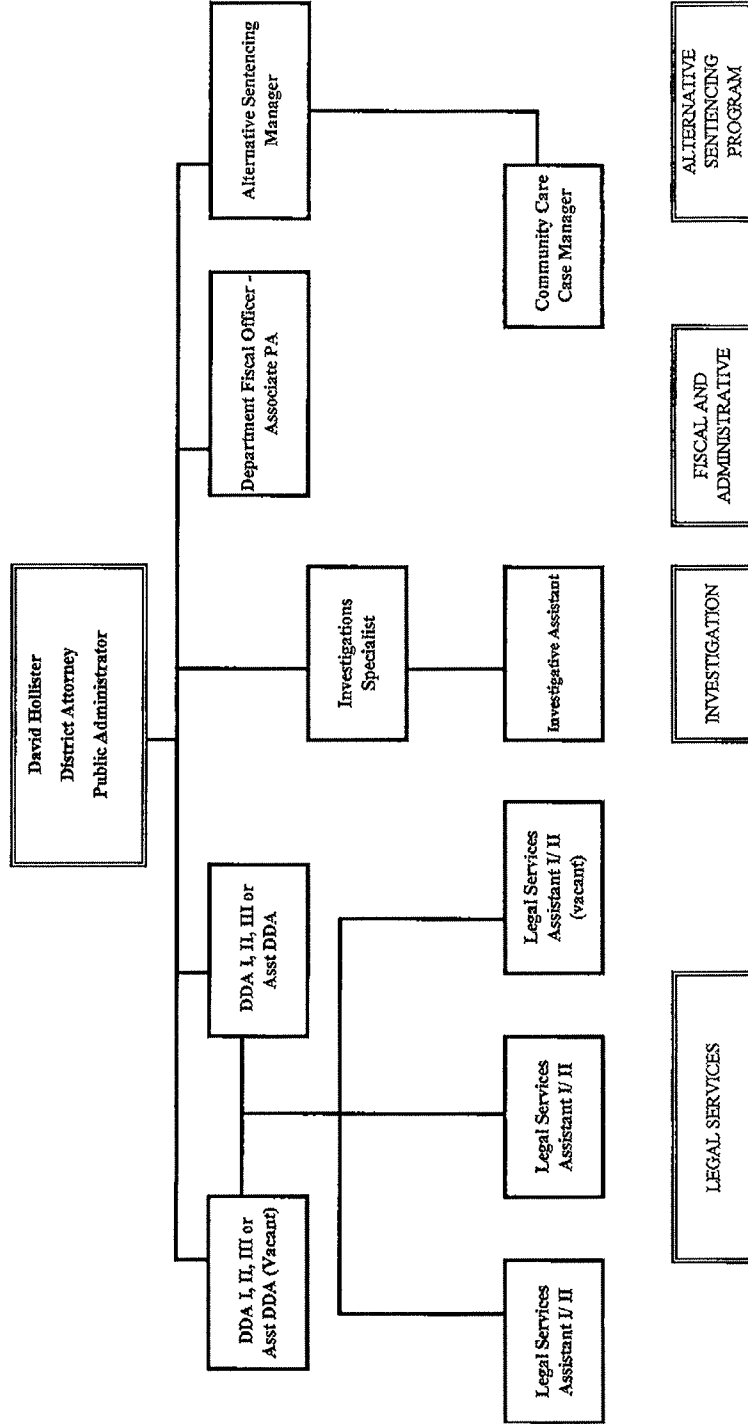 David Hollister
District Attorney
Public Administrator
DDA I, II, III or
Asst DDA (Vacant)
DDA I, II, III or
Asst DDA
Department Fiscal Officer -
Associate PA
Alternative Sentencing
Manager
Investigations
Specialist
Legal Services
Assistant I/ II
Legal Services
Assistant I/ II
Legal Services
Assistant I/ II
(vacant)
Investigative Assistant
Community Care
Case Manager
LEGAL SERVICES
INVESTIGATION
FISCAL AND
ADMINISTRATIVE
ALTERNATIVE
SENTENCING
PROGRAM